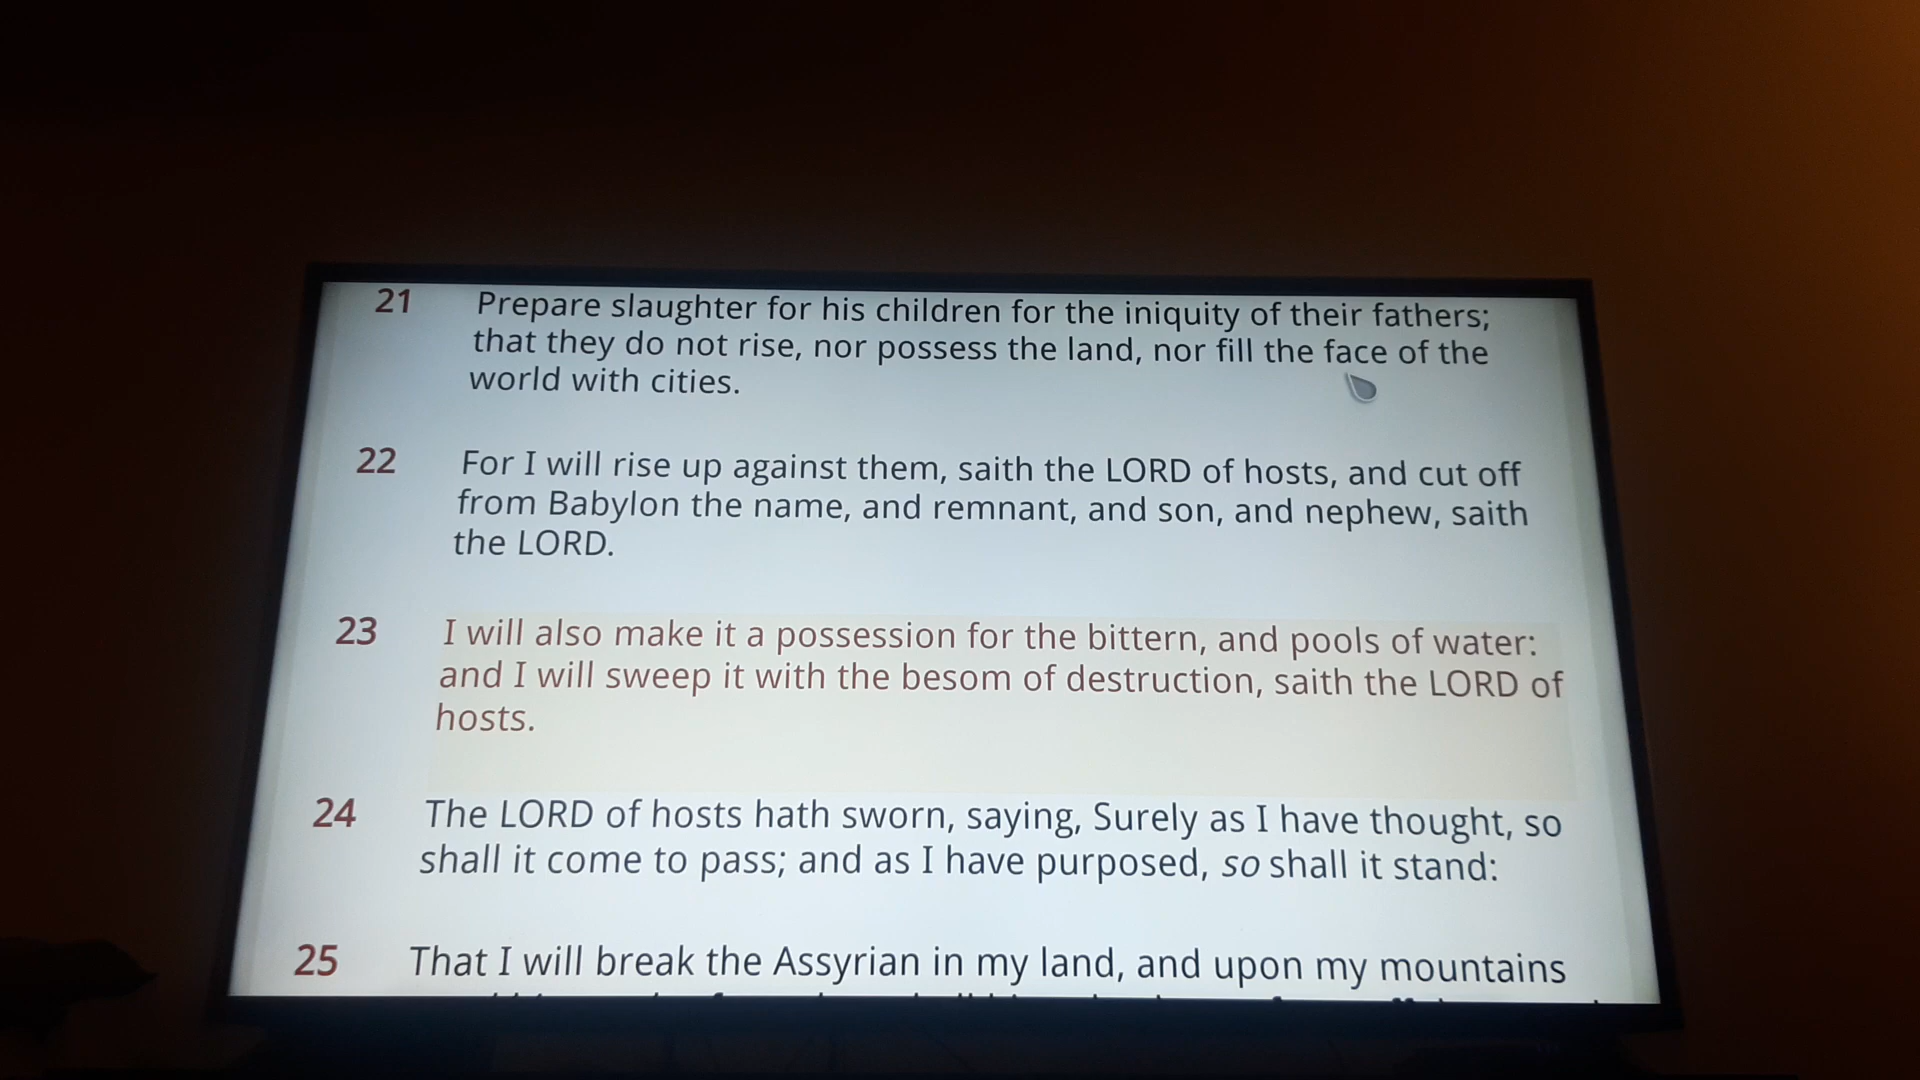 21 Prepare slaughter for his children for the iniquity of their fathers;
that they do not rise, nor possess the land, nor fill the face of the
world with cities.
22 For I will rise up against them, saith the LORD of hosts, and cut off
from Babylon the name, and remnant, and son, and nephew, saith
the LORD.
23 I will also make it a possession for the bittern, and pools of water:
and I will sweep it with the besom of destruction, saith the LORD of
hosts.
24 The LORD of hosts hath sworn, saying, Surely as I have thought, so
shall it come to pass; and as I have purposed, so shall it stand:
25 That I will break the Assyrian in my land, and upon my mountains